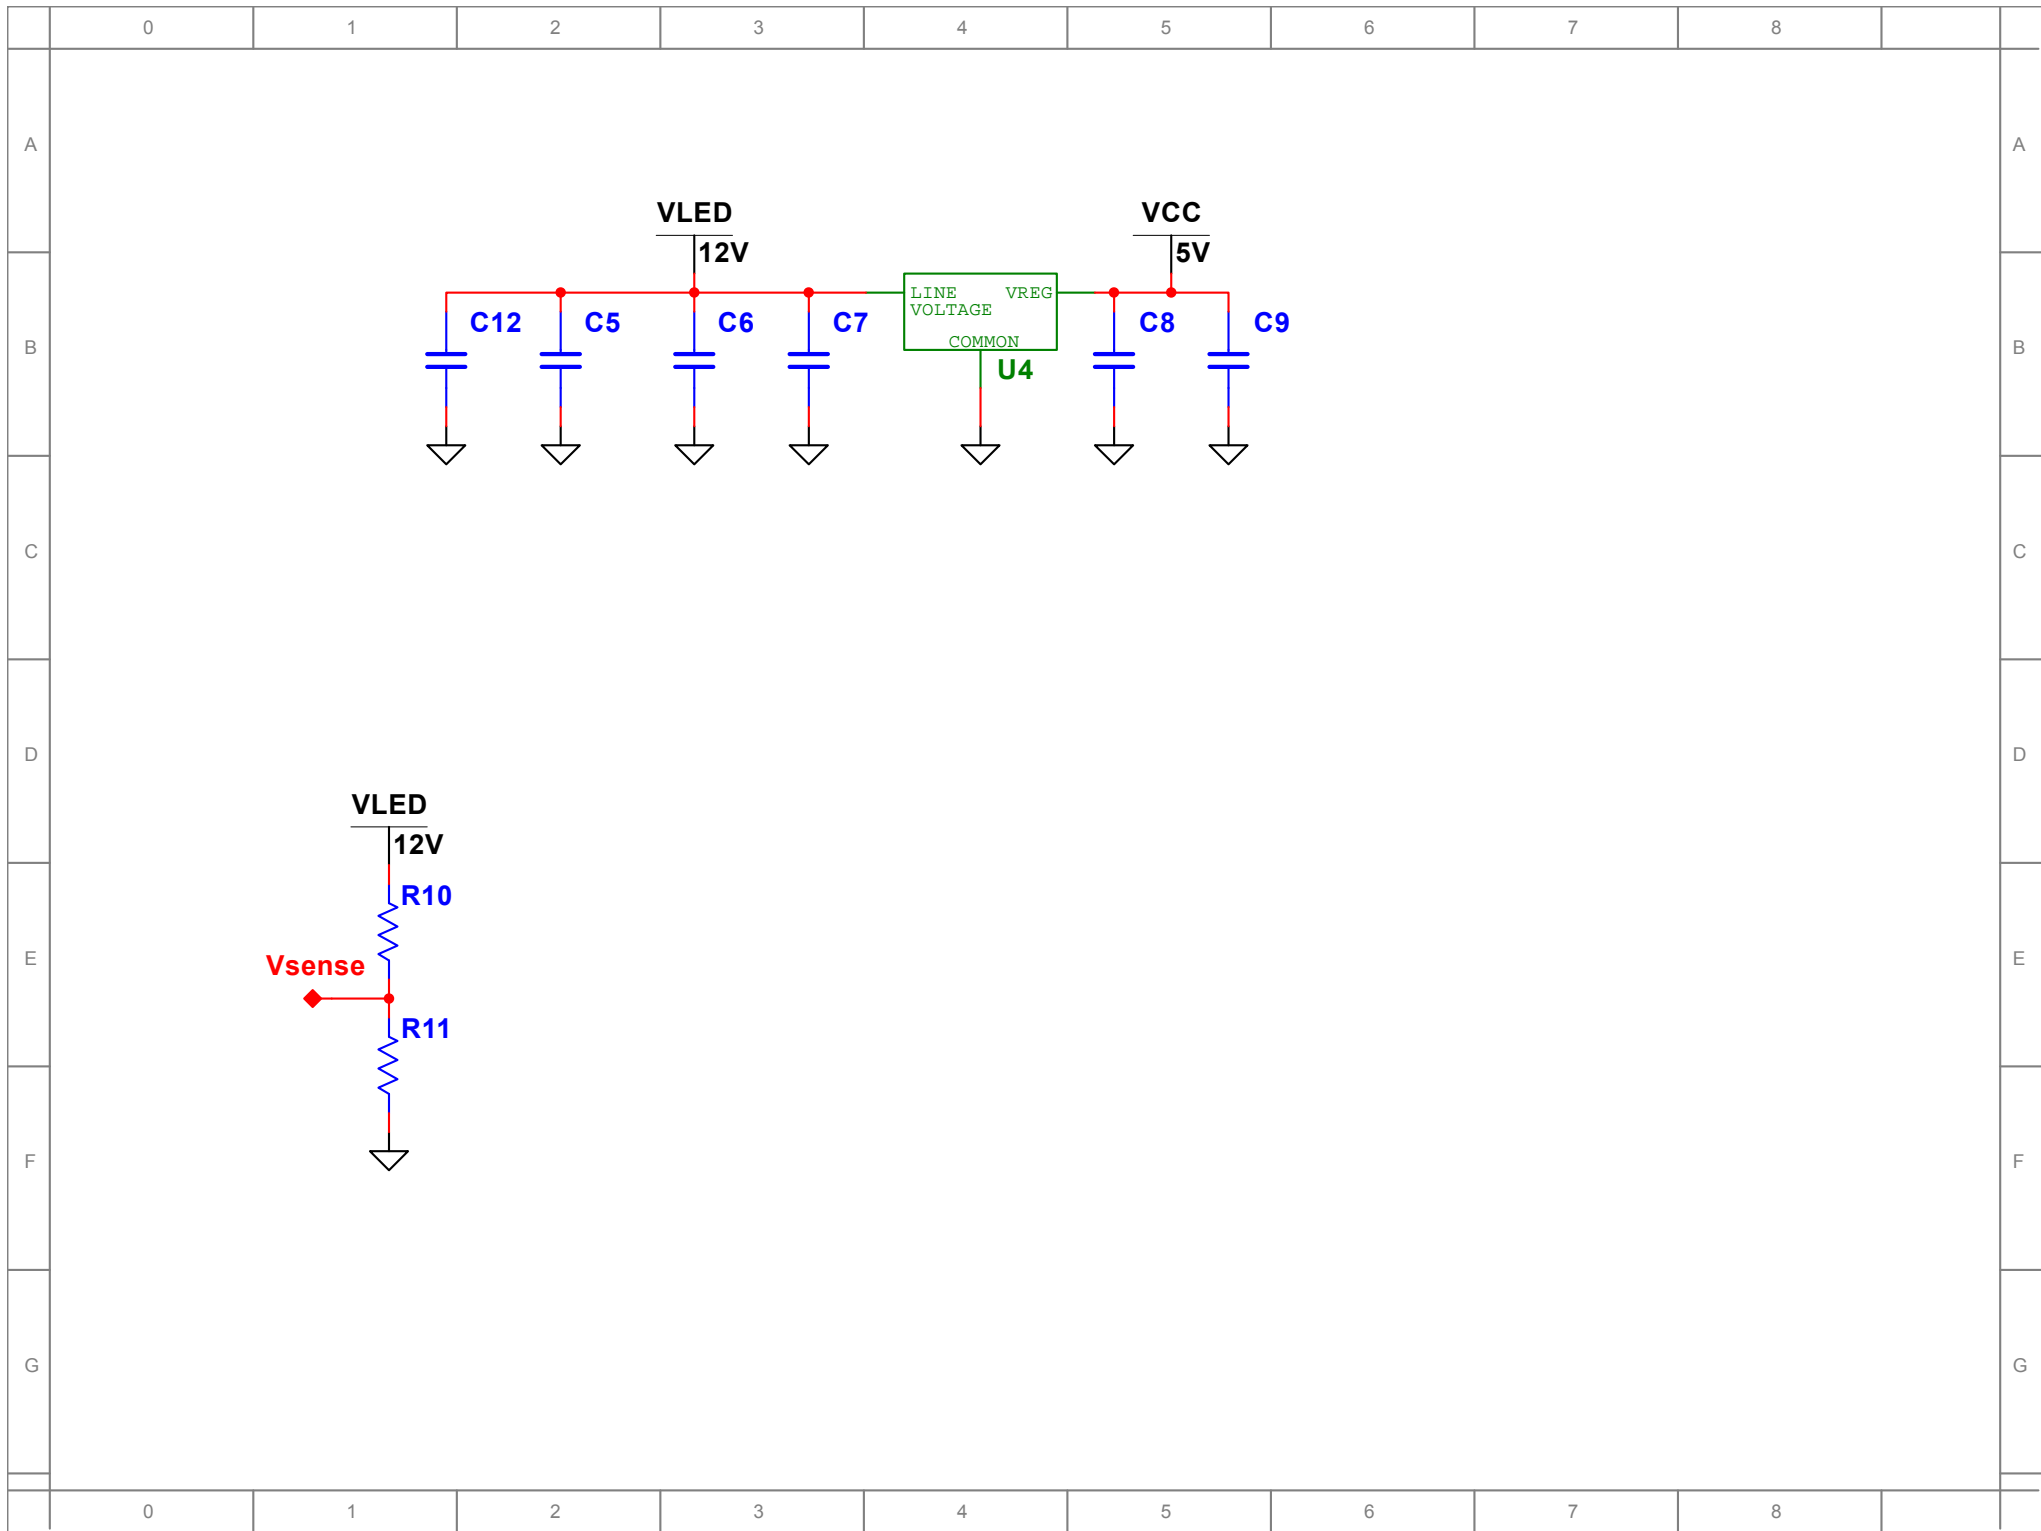 0 1 2 3 4 5 6 7 8
A A
VLED VCC
12V 5V
LINE VREG
VOLTAGE
C12 C5 C6 C7 C8 C9
COMMON
B B
U4
C C
D D
VLED
12V
R10
E E
Vsense
R11
F F
G G
0 1 2 3 4 5 6 7 8